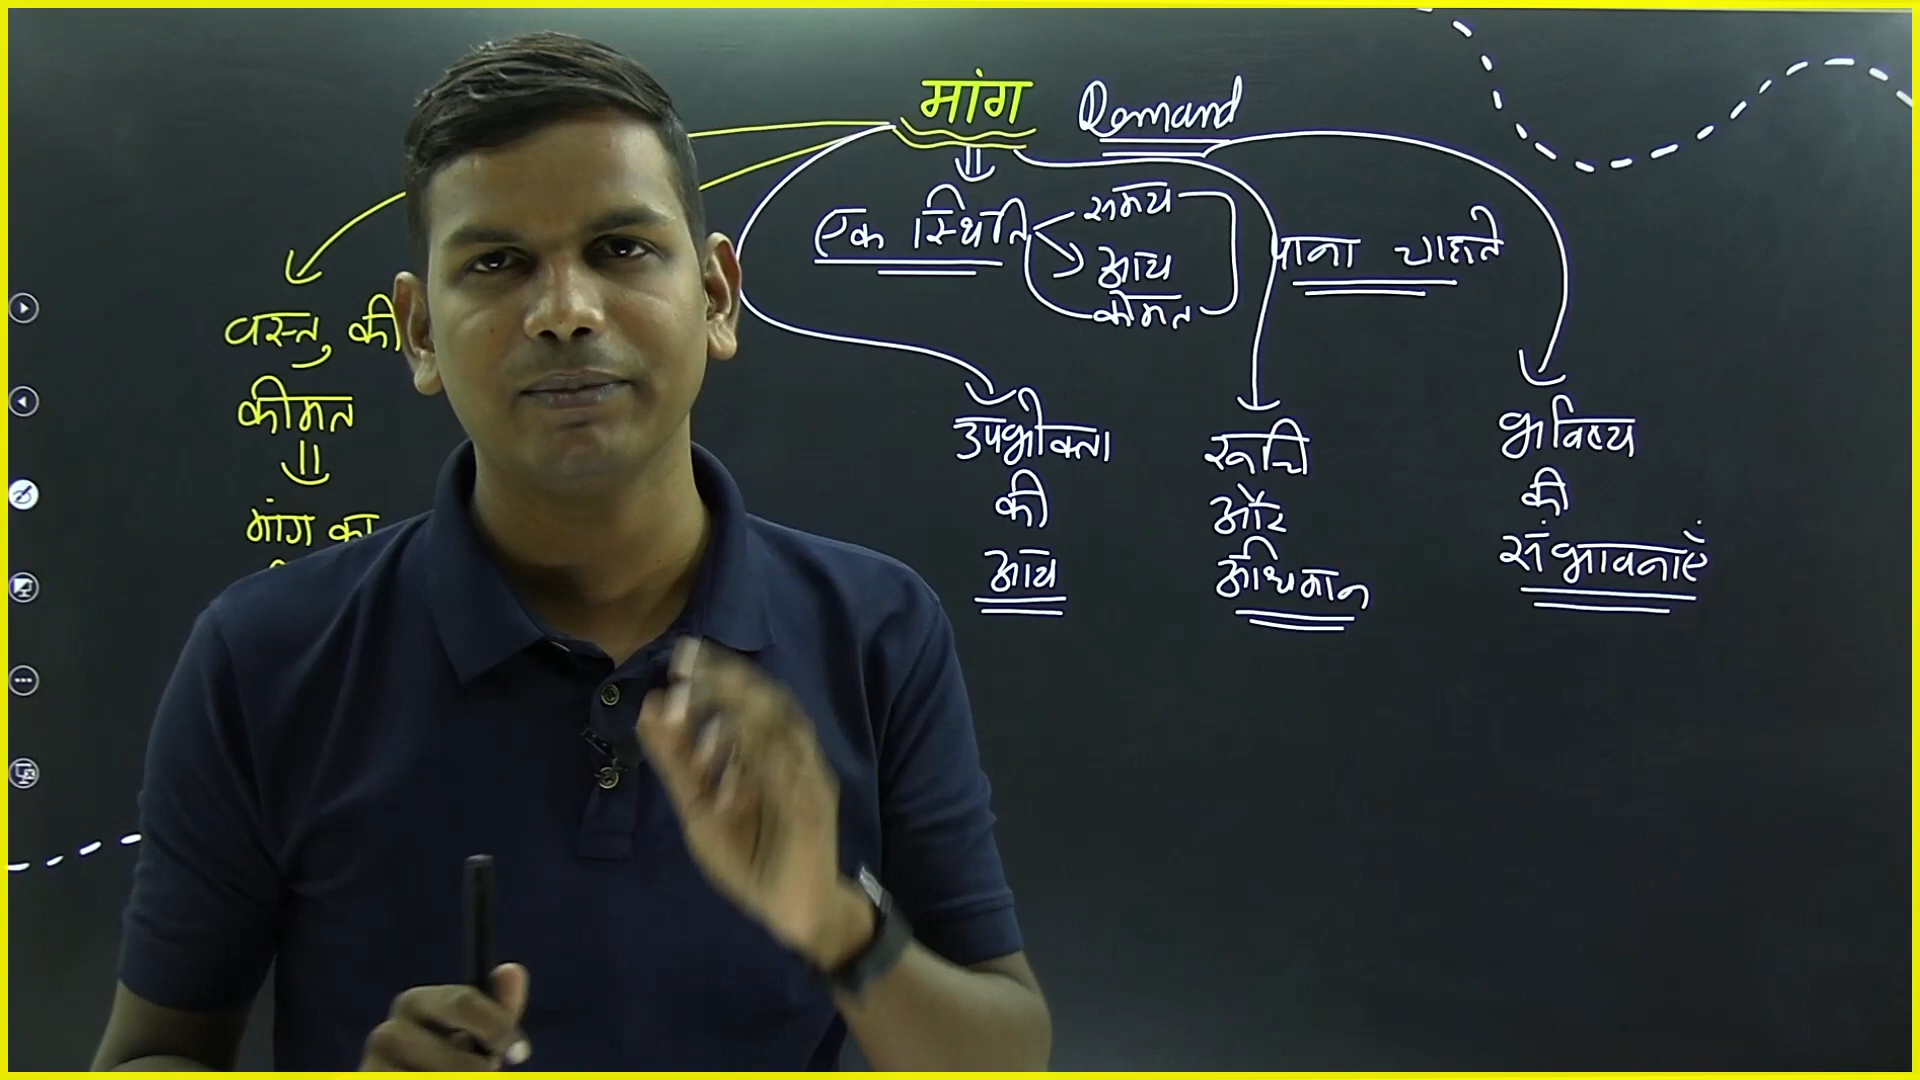 मांग Demand
एक स्थिति
समय
आय
कीमत
पाना चाहते
वस्तु की
कीमत
मांग का
उपभोक्ता
की
आय
रूचि
और
अधिमान
भविष्य
की
संभावनाएं